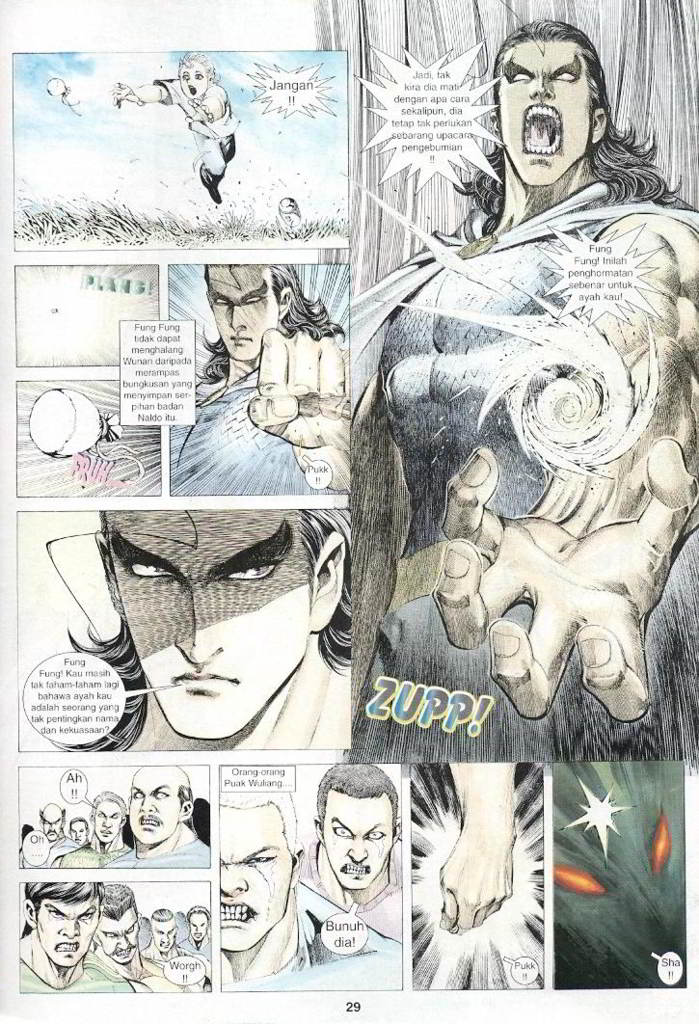 Jangan
!!
Jadi, tak
kira dia mati
dengan apa cara
sekalipun, dia
tetap tak perlukan
sebarang upacara
pengebumian
!!
Fung
Fung! Inilah
penghormatan
sebenar untuk
ayah kau!
PLANG!
Fung Fung
tidak dapat
menghalang
Wunan daripada
merampas
bungkusan yang
menyimpan ser-
pihan badan
Naldo itu.
Pukk
!!
Fung
Fung! Kau masih
tak faham-faham lagi
bahawa ayah kau
adalah seorang yang
tak pentingkan nama
dan kekuasaan?
ZUPP!
Ah
!!
Oh
....
Orang-orang
Puak Wuliang....
Bunuh
dia!
Worgh
!!
Pukk
!!
Sha
!!
29